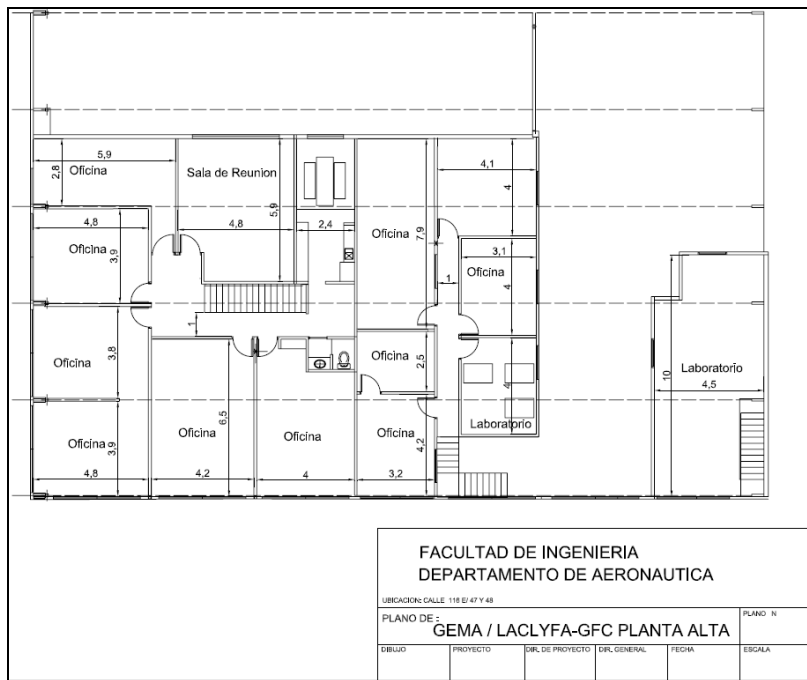 5,9
2,8
Oficina
Sala de Reunion
4,8
5,9
2,4
Oficina
7,9
4,1
4
4,8
3,9
Oficina
3,1
Oficina
4
1
1
3,8
Oficina
Oficina
2,5
4
Laboratorio
10
Laboratorio
4,5
Oficina
3,9
4,8
Oficina
6,5
4,2
Oficina
4
Oficina
4,2
3,2
FACULTAD DE INGENIERIA
DEPARTAMENTO DE AERONAUTICA
UBICACION: CALLE 116 E/ 47 Y 48
PLANO DE :
GEMA / LACLYFA-GFC PLANTA ALTA
PLANO N
DIBUJO
PROYECTO
DIR. DE PROYECTO
DIR. GENERAL
FECHA
ESCALA